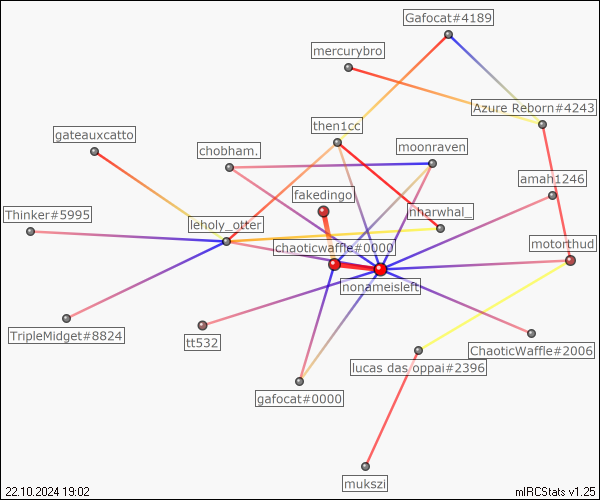 Gafocat#4189
mercurybro
Azure Reborn#4243
then1cc
gateauxcatto
moonraven
chobham.
amah1246
fakedingo
Thinker#5995
nharwhal_
leholy_otter
motorthud
chaoticwaffle#0000
nonameisleft
TripleMidget#8824
tt532
ChaoticWaffle#2006
lucas das oppai#2396
gafocat#0000
mukszi
22.10.2024 19:02
mIRCStats v1.25